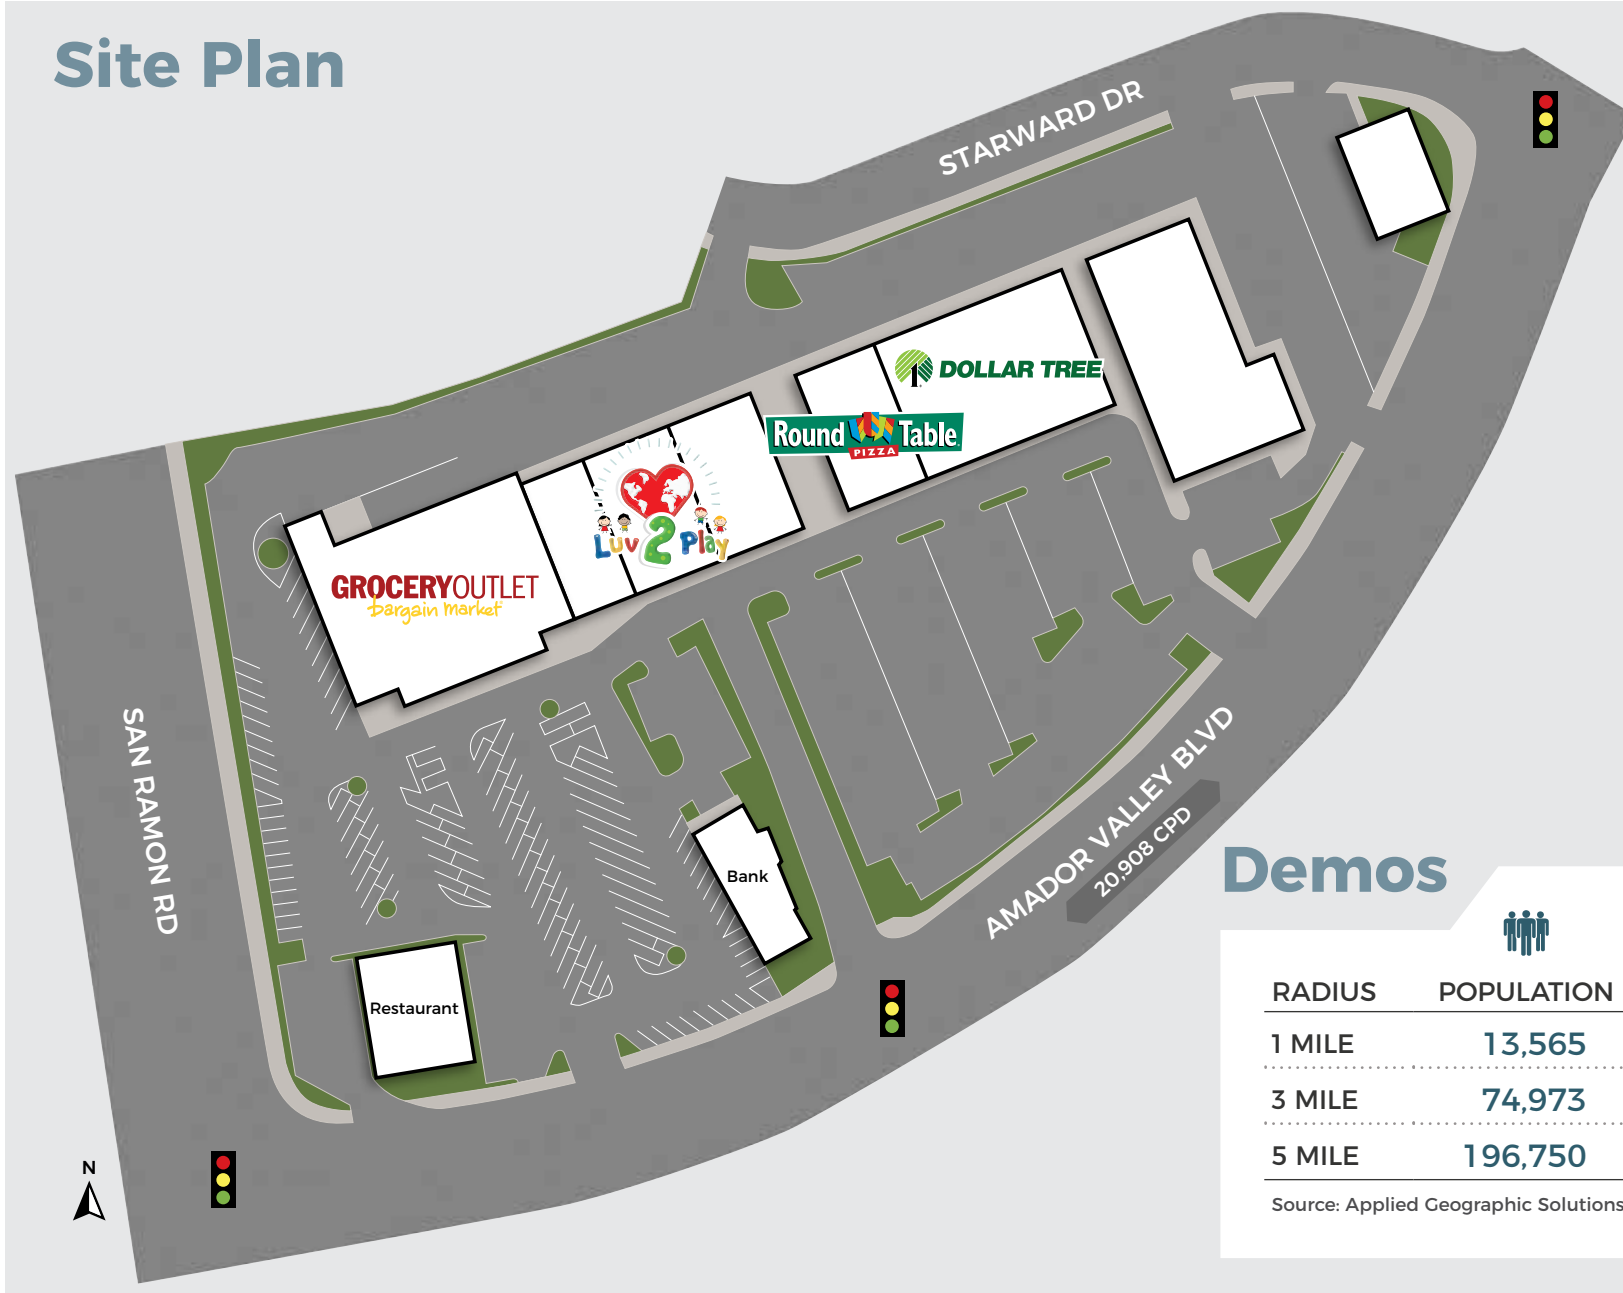 Site Plan
STARWARD DR
DOLLAR TREE
Round Table
PIZZA
Luv 2 Play
GROCERY OUTLET
bargain market
SAN RAMON RD
AMADOR VALLEY BLVD
20,908 CPD
Bank
Restaurant
N
Demos
RADIUS POPULATION
1 MILE 13,565
3 MILE 74,973
5 MILE 196,750
Source: Applied Geographic Solutions